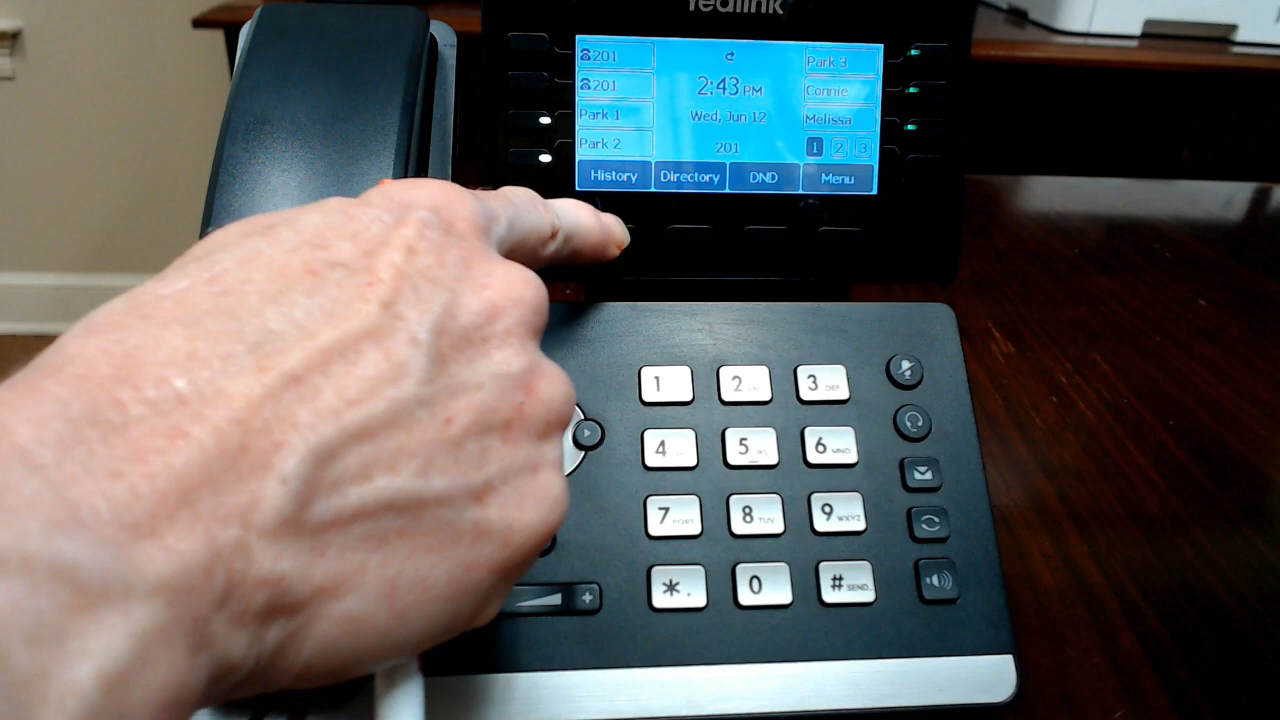 Yealink
201
Park 3
201
2:43 PM
Connie
Park 1
Wed, Jun 12
Melissa
Park 2
201
1 2 3
History Directory DND Menu
1
2
3 DEF
4
5
6 MNO
7 PQRS
8 TUV
9 WXYZ
* .
0
# SEND
+